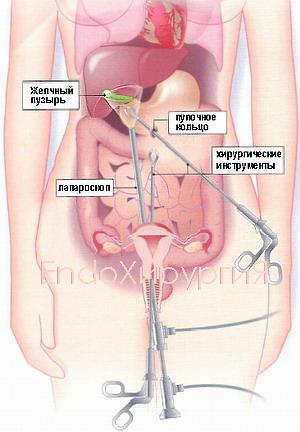 Желчный
пузырь
пупочное
кольцо
хирургические
инструменты
лапароскоп
EndoХирургиЯ